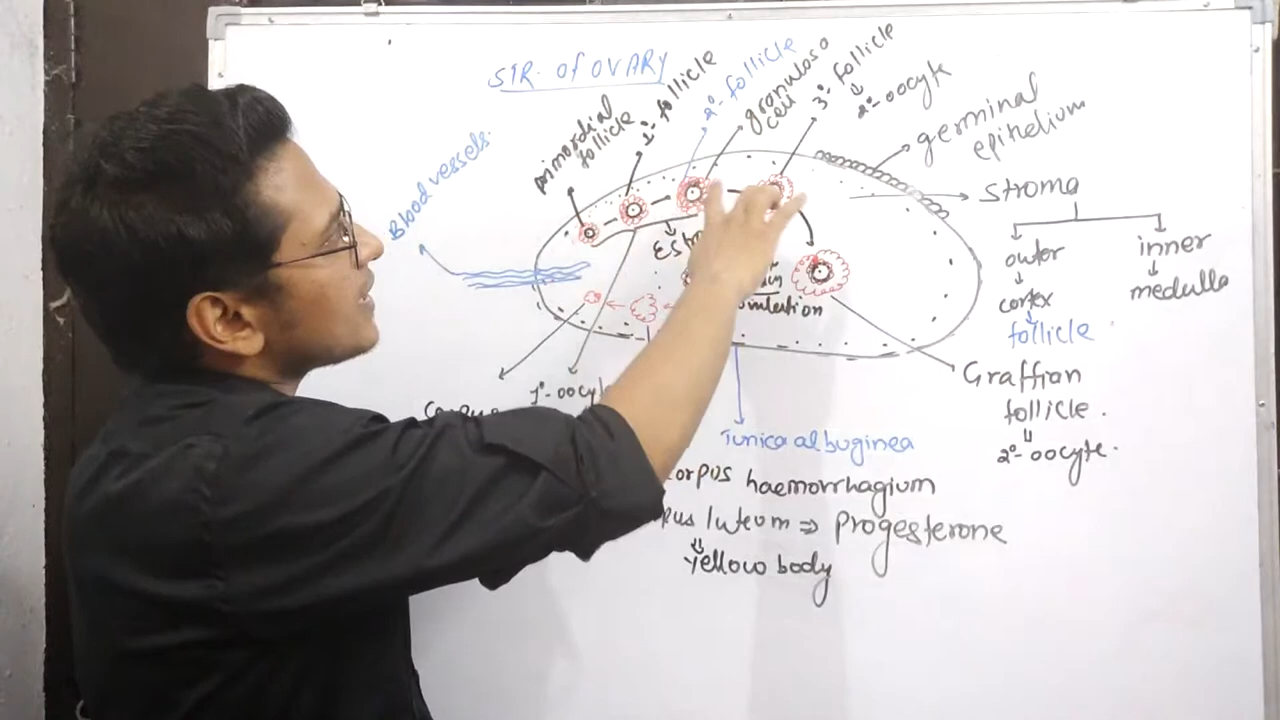 STR. of OVARY
Blood vessels.
primordial
follicle
1°- follicle
2°- follicle
granulosa
cell
3° follicle
2°- oocyte
germinal
epithelium
stroma
outer
inner
cortex
medulla
follicle
Graffian
follicle.
2°- oocyte.
1°- oocyte
Tunica albuginea
corpus haemorrhagium
luteum ⇒ Progesterone
Yellow body